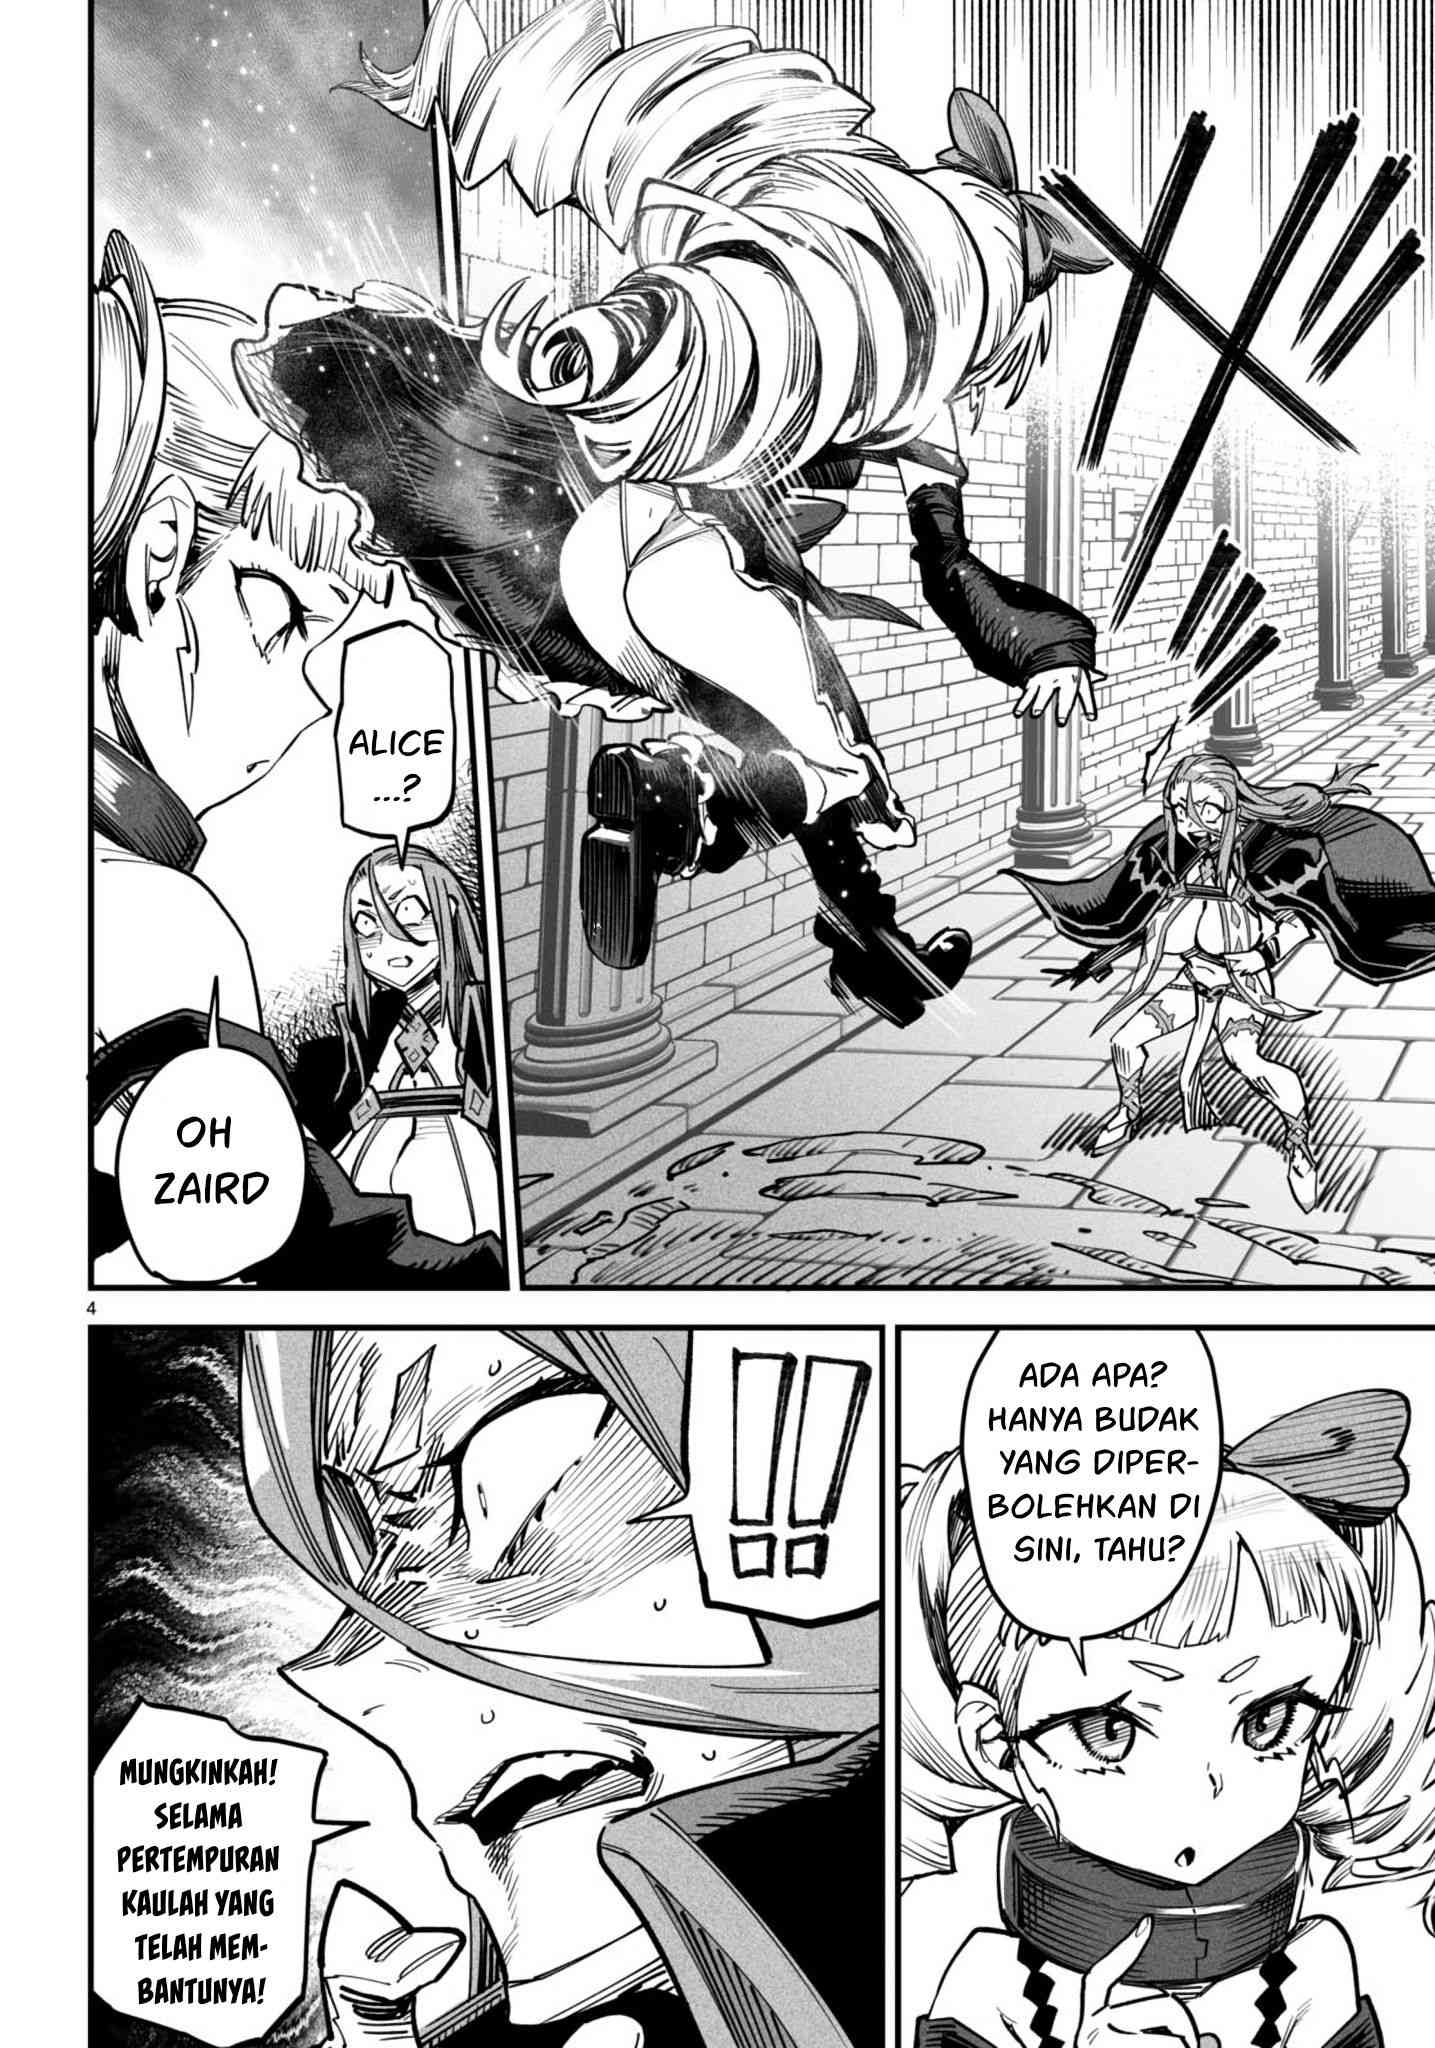 ALICE
...?
OH
ZAIRD
4
ADA APA?
HANYA BUDAK
YANG DIPER-
BOLEHKAN DI
SINI, TAHU?
!!
MUNGKINKAH!
SELAMA
PERTEMPURAN
KAULAH YANG
TELAH MEM-
BANTUNYA!